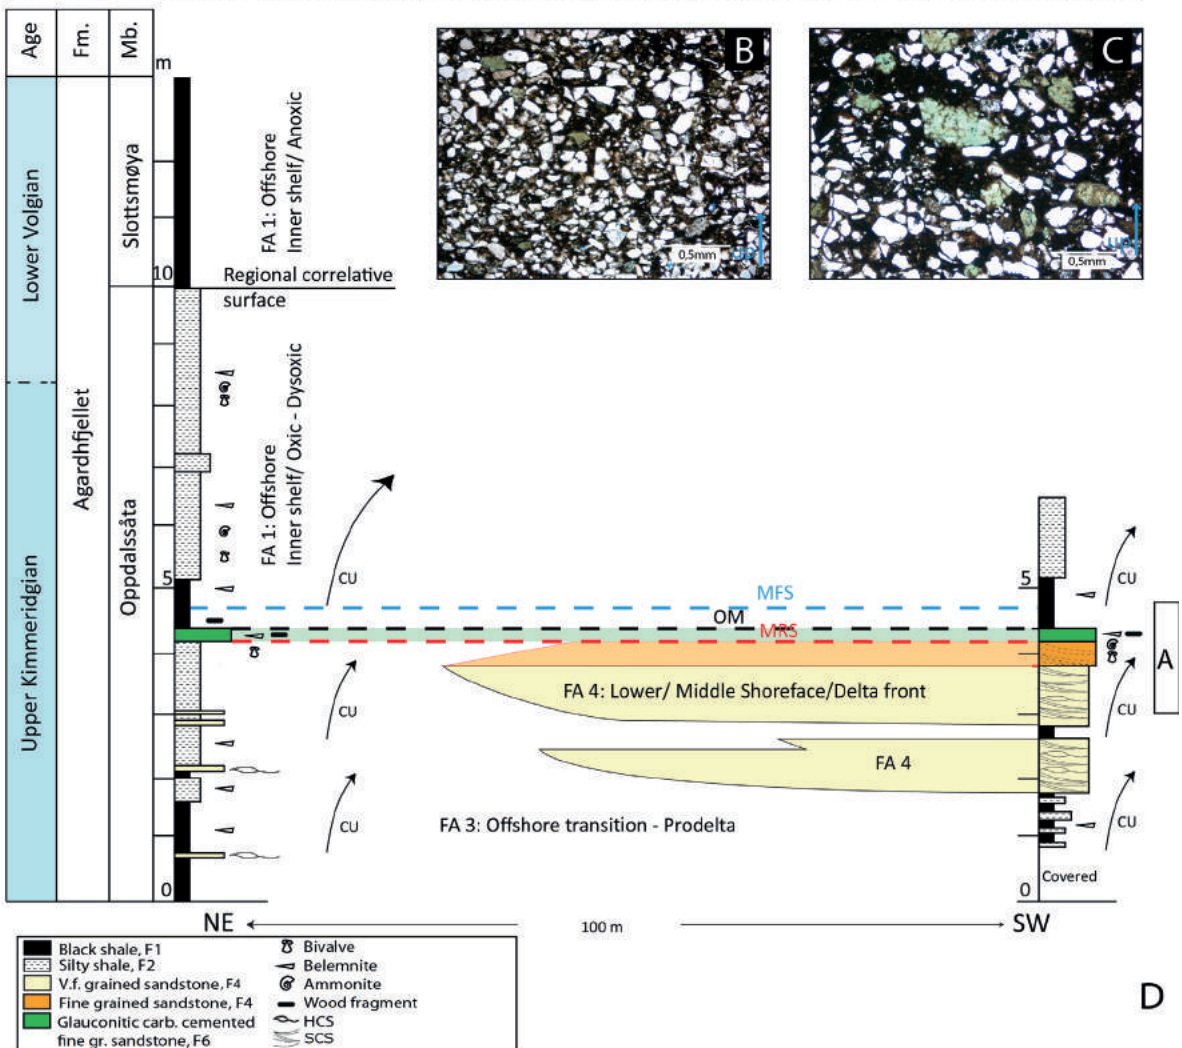 Age
Fm.
Mb.
m
Lower Volgian
Upper Kimmeridgian
Agardhfjellet
Slottsmøya
Oppdalssåta
10
5
0
FA 1: Offshore
Inner shelf/ Anoxic
Regional correlative
surface
FA 1: Offshore
Inner shelf/ Oxic - Dysoxic
B
0,5mm
up
C
0,5mm
up
CU
CU
CU
MFS
OM
MRS
FA 4: Lower/ Middle Shoreface/Delta front
FA 4
FA 3: Offshore transition - Prodelta
5
0
CU
CU
CU
Covered
A
NE
100 m
SW
Black shale, F1
Silty shale, F2
V.f. grained sandstone, F4
Fine grained sandstone, F4
Glauconitic carb. cemented
fine gr. sandstone, F6
Bivalve
Belemnite
Ammonite
Wood fragment
HCS
SCS
D